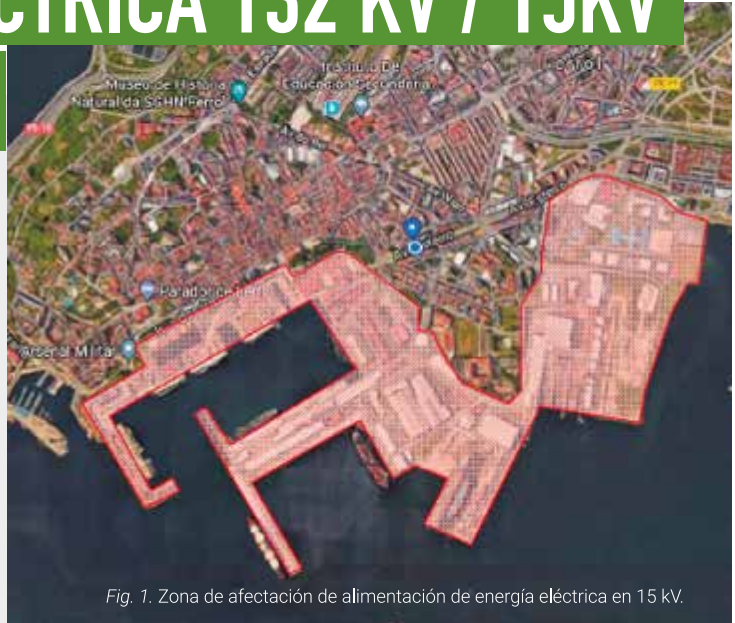 CTRICA 132 KV / 15KV
Museo de Historia
Natural da SGHN Ferrol
Educación Secundaria
Parador de Ferrol
Arsenal Militar
Fig. 1. Zona de afectación de alimentación de energía eléctrica en 15 kV.